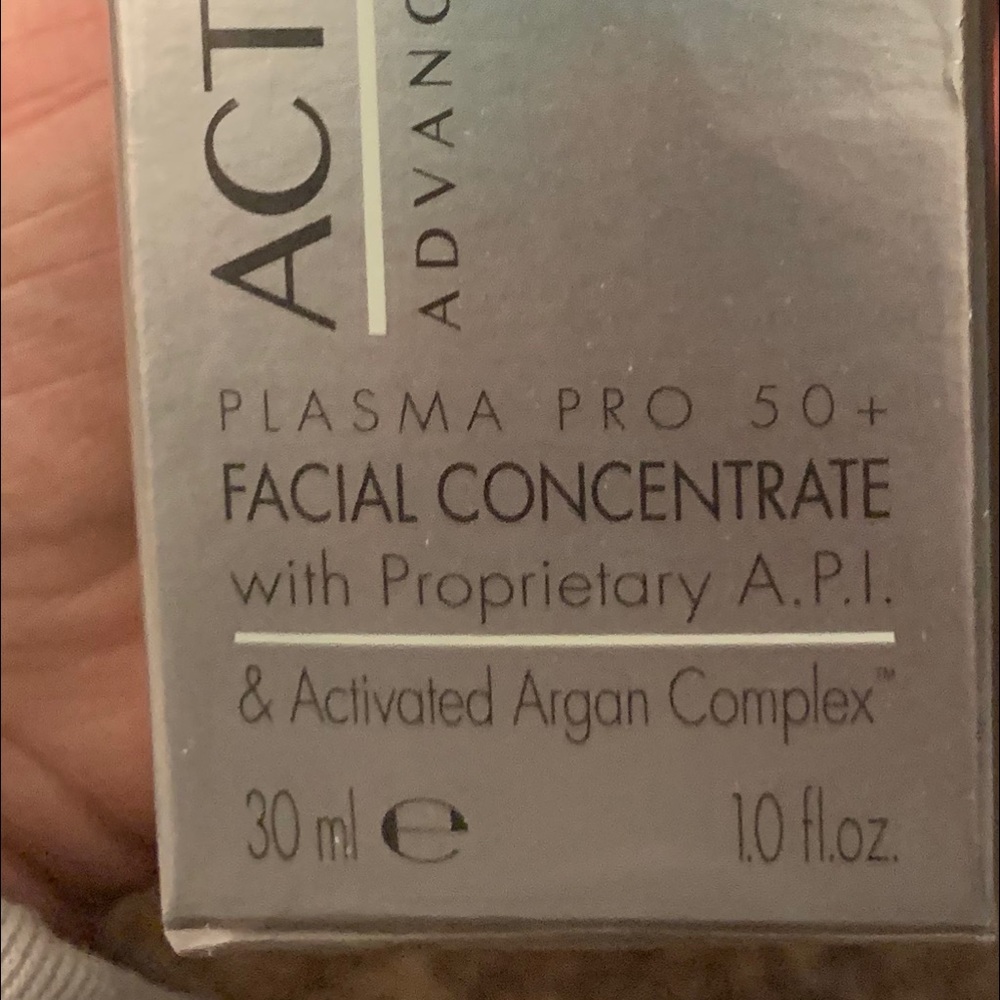 ACT
ADVANC
PLASMA PRO 50+
FACIAL CONCENTRATE
with Proprietary A.P.I.
& Activated Argan Complex™
30 ml ℮ 1.0 fl.oz.